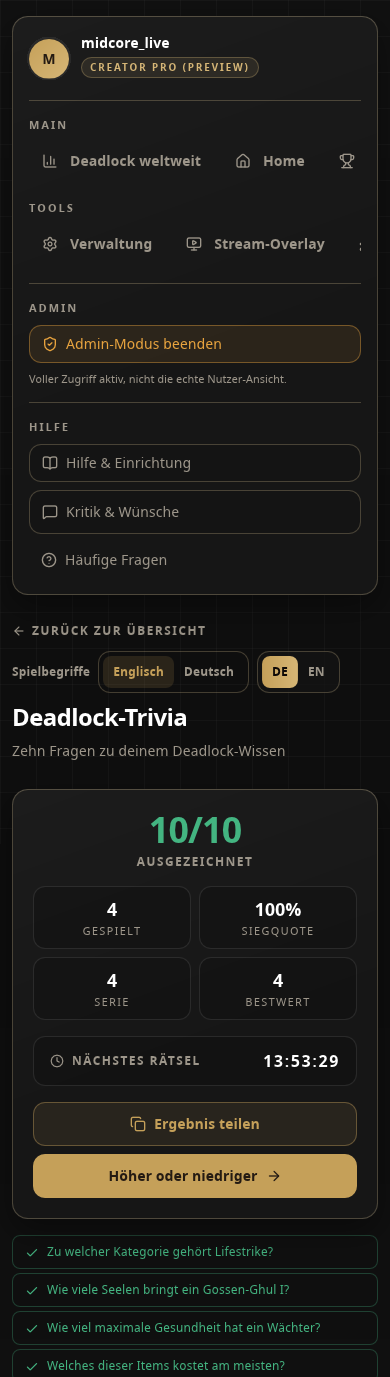 M
midcore_live
CREATOR PRO (PREVIEW)
MAIN
Deadlock weltweit Home
TOOLS
Verwaltung Stream-Overlay
ADMIN
Admin-Modus beenden
Voller Zugriff aktiv, nicht die echte Nutzer-Ansicht.
HILFE
Hilfe & Einrichtung
Kritik & Wünsche
Häufige Fragen
ZURÜCK ZUR ÜBERSICHT
Spielbegriffe Englisch Deutsch DE EN
Deadlock-Trivia
Zehn Fragen zu deinem Deadlock-Wissen
10/10
AUSGEZEICHNET
4 100%
GESPIELT SIEGQUOTE
4 4
SERIE BESTWERT
NÄCHSTES RÄTSEL 13:53:29
Ergebnis teilen
Höher oder niedriger
Zu welcher Kategorie gehört Lifestrike?
Wie viele Seelen bringt ein Gossen-Ghul I?
Wie viel maximale Gesundheit hat ein Wächter?
Welches dieser Items kostet am meisten?